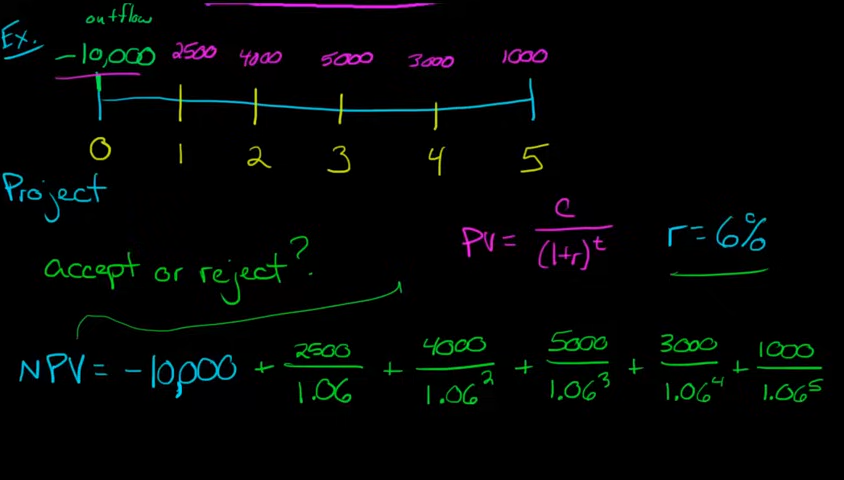 outflow
Ex.
-10,000 2500 4000 5000 3000 1000
0 1 2 3 4 5
Project
PV = C/(1+r)^t r = 6%
accept or reject?
NPV = -10,000 + 2500/1.06 + 4000/1.06^2 + 5000/1.06^3 + 3000/1.06^4 + 1000/1.06^5